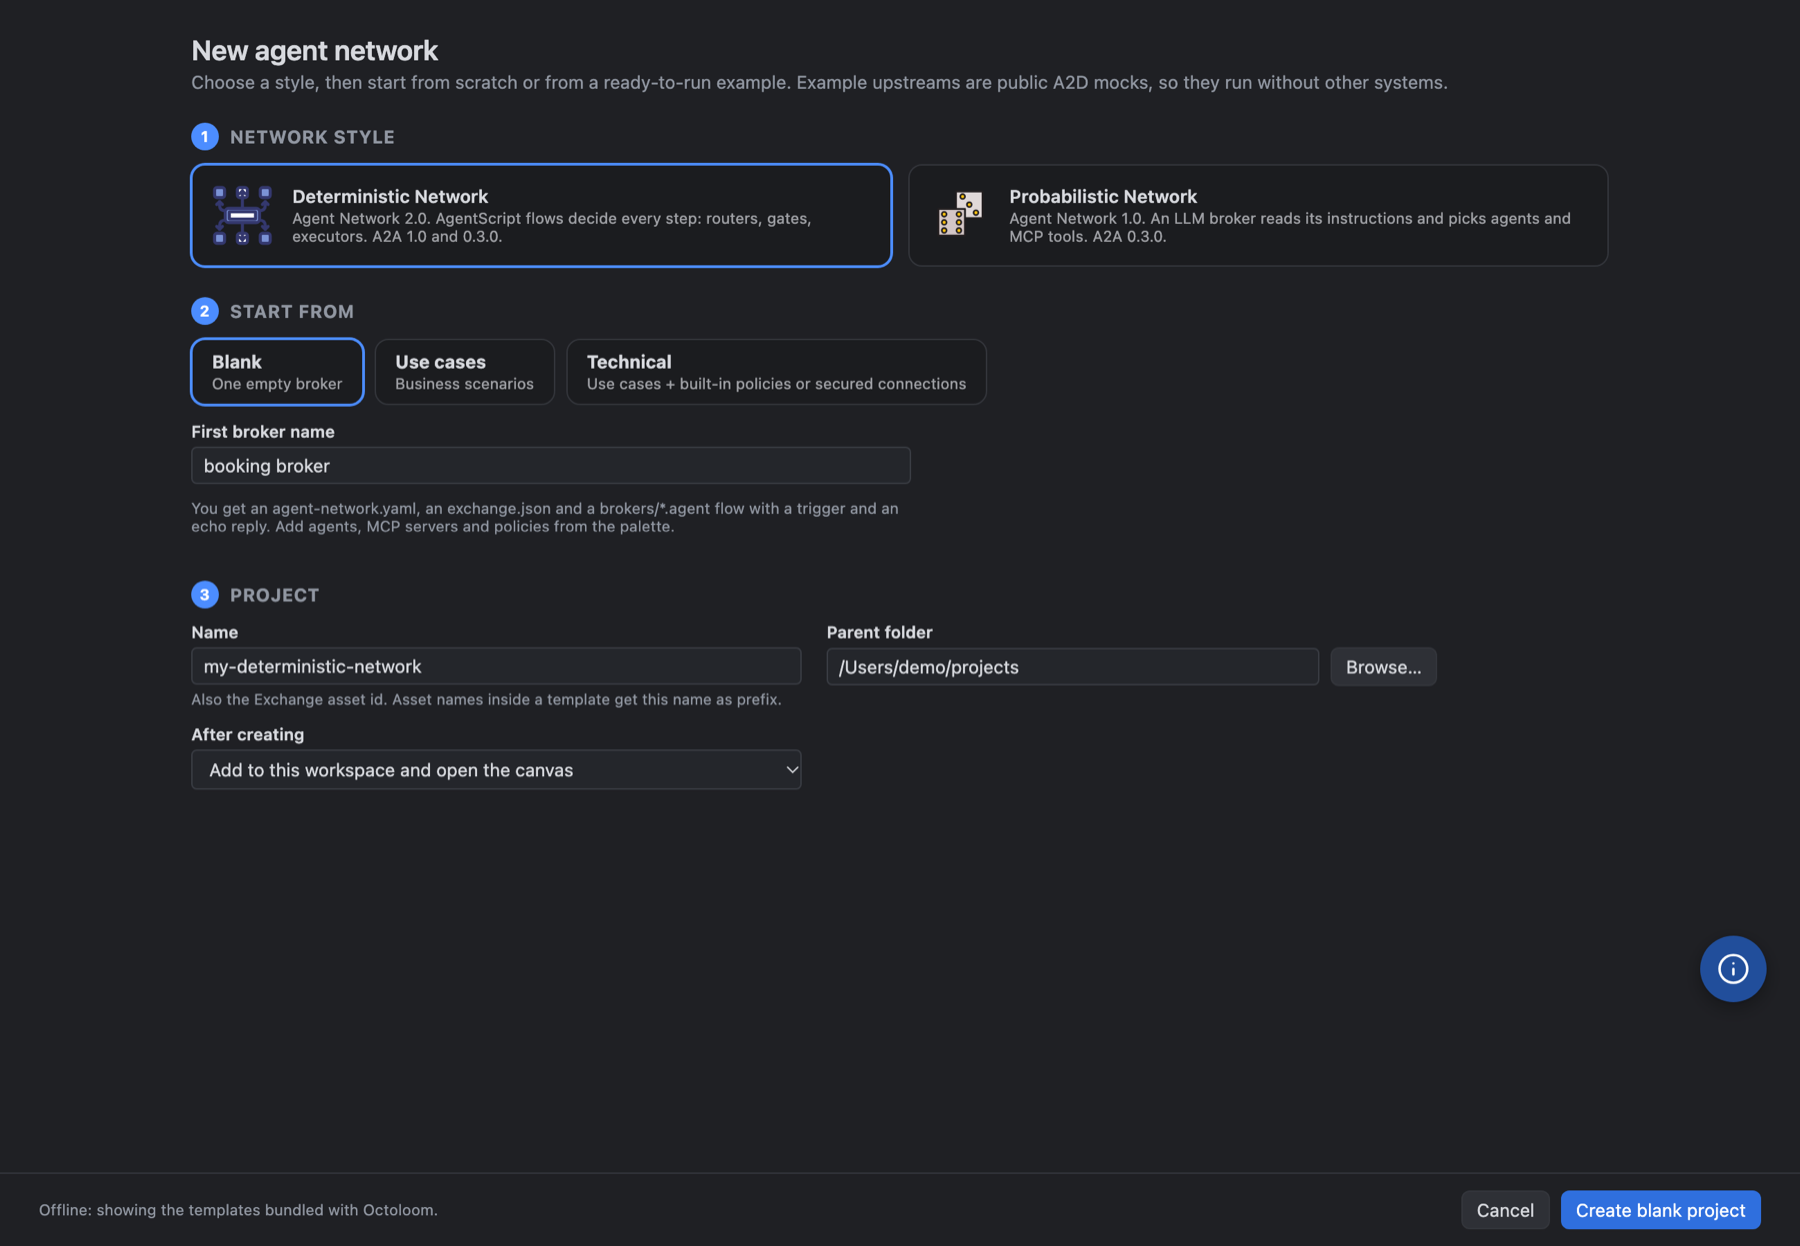 New agent network
Choose a style, then start from scratch or from a ready-to-run example. Example upstreams are public A2D mocks, so they run without other systems.
1 NETWORK STYLE
Deterministic Network
Agent Network 2.0. AgentScript flows decide every step: routers, gates,
executors. A2A 1.0 and 0.3.0.
Probabilistic Network
Agent Network 1.0. An LLM broker reads its instructions and picks agents and
MCP tools. A2A 0.3.0.
2 START FROM
Blank
One empty broker
Use cases
Business scenarios
Technical
Use cases + built-in policies or secured connections
First broker name
booking broker
You get an agent-network.yaml, an exchange.json and a brokers/*.agent flow with a trigger and an
echo reply. Add agents, MCP servers and policies from the palette.
3 PROJECT
Name
my-deterministic-network
Also the Exchange asset id. Asset names inside a template get this name as prefix.
Parent folder
/Users/demo/projects
Browse...
After creating
Add to this workspace and open the canvas
Offline: showing the templates bundled with Octoloom.
Cancel
Create blank project